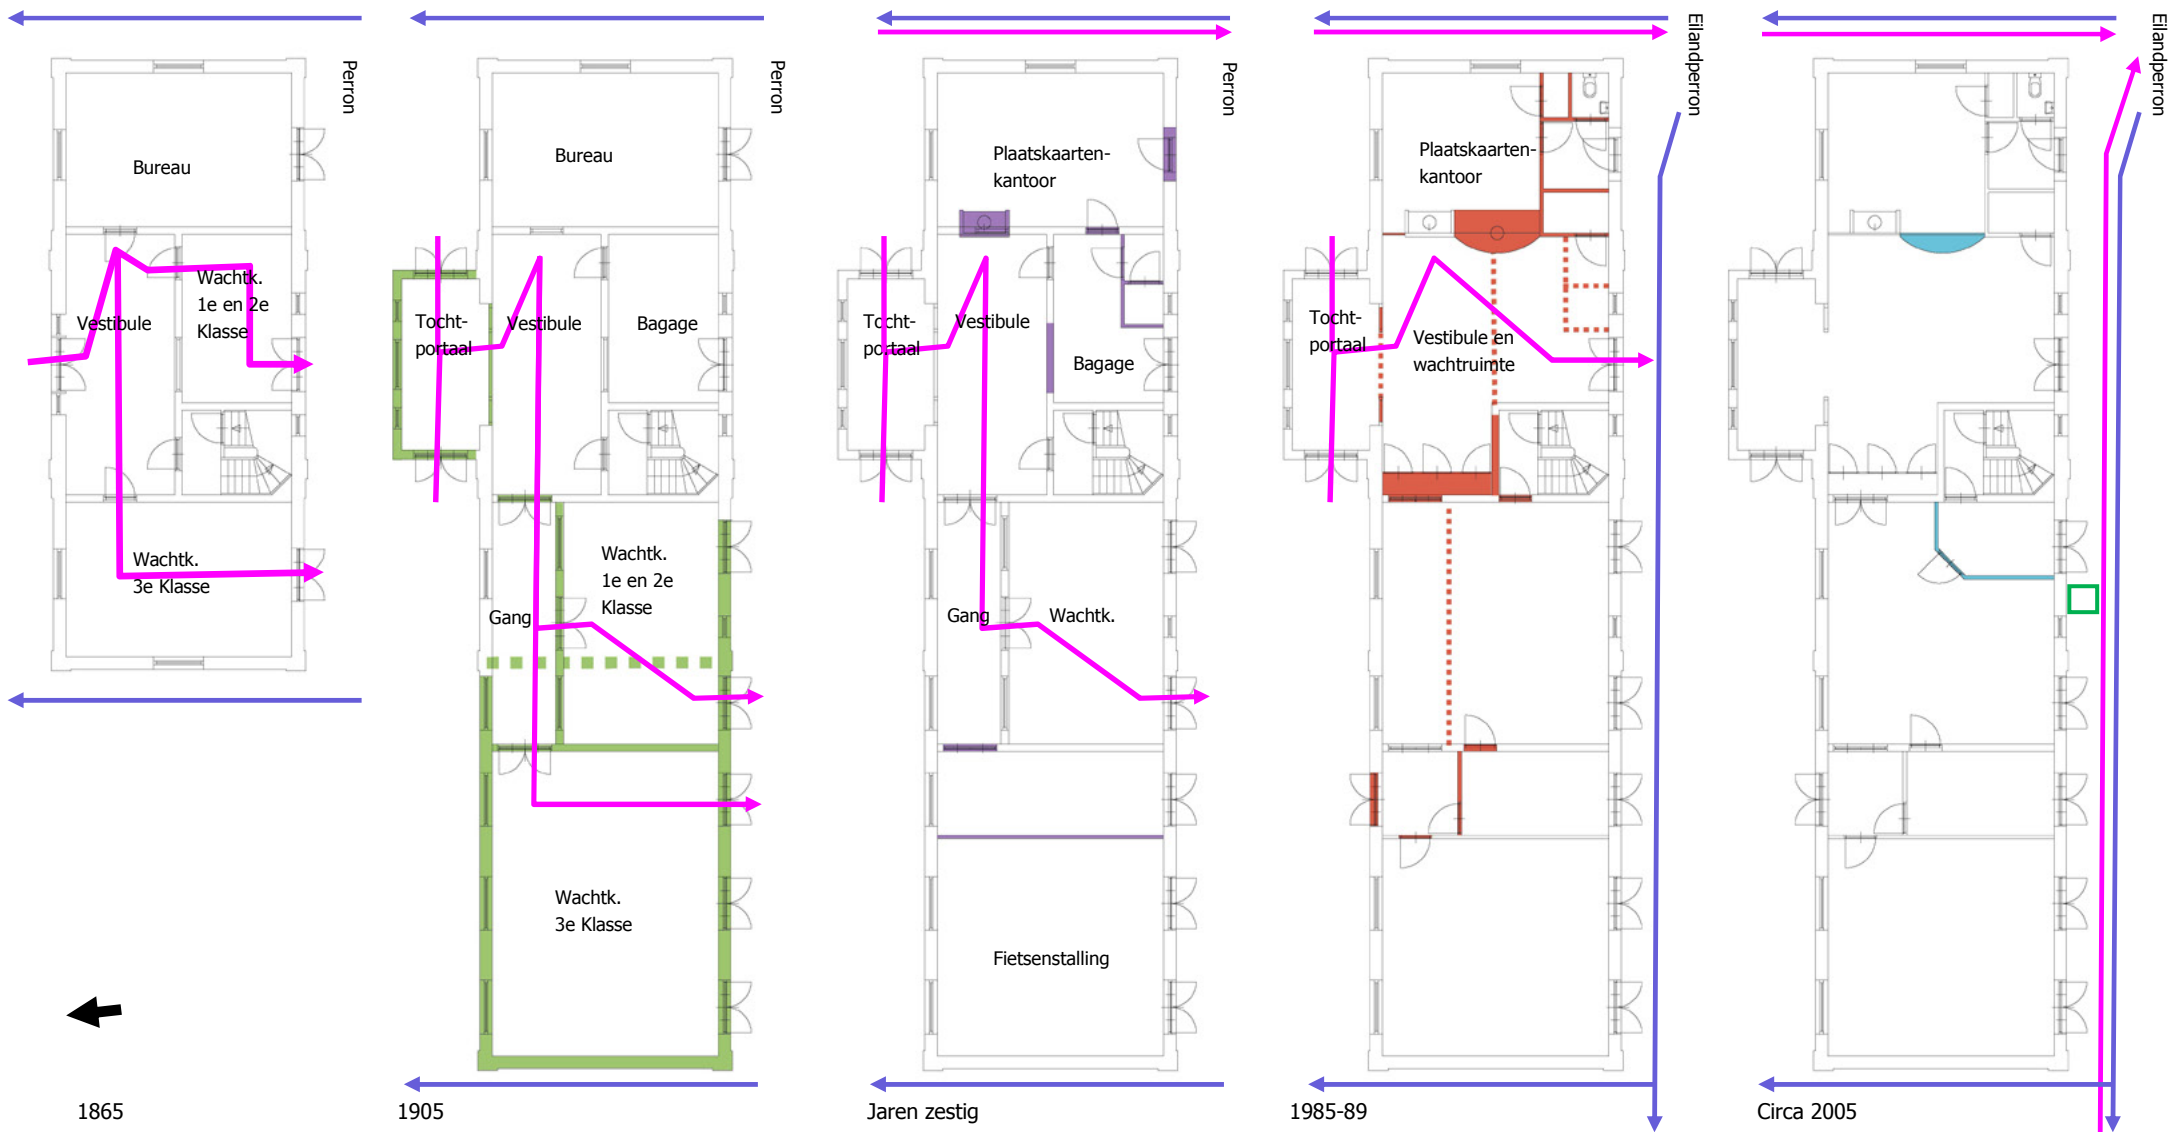 Perron
Bureau
Wachtk.
1e en 2e
Klasse
Vestibule
Wachtk.
3e Klasse
1865
Perron
Bureau
Tocht-
portaal
Vestibule
Bagage
Wachtk.
1e en 2e
Klasse
Gang
Wachtk.
3e Klasse
1905
Perron
Plaatskaarten-
kantoor
Tocht-
portaal
Vestibule
Bagage
Gang
Wachtk.
Fietsenstalling
Jaren zestig
Eilandperron
Plaatskaarten-
kantoor
Tocht-
portaal
Vestibule en
wachtruimte
1985-89
Eilandperron
Circa 2005